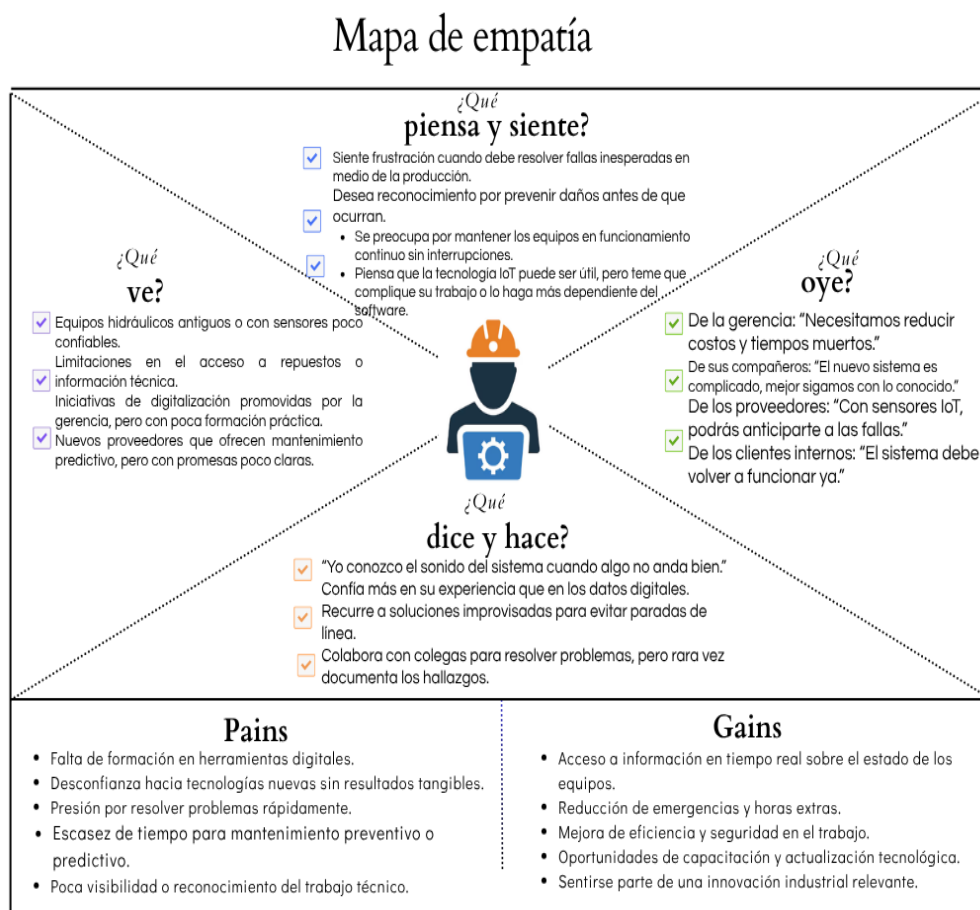 Mapa de empatía
¿Qué
piensa y siente?
Siente frustración cuando debe resolver fallas inesperadas en
medio de la producción.
Desea reconocimiento por prevenir daños antes de que
ocurran.
• Se preocupa por mantener los equipos en funcionamiento
continuo sin interrupciones.
• Piensa que la tecnología IoT puede ser útil, pero teme que
complique su trabajo o lo haga más dependiente del
software.
¿Qué
ve?
Equipos hidráulicos antiguos o con sensores poco
confiables.
Limitaciones en el acceso a repuestos o
información técnica.
Iniciativas de digitalización promovidas por la
gerencia, pero con poca formación práctica.
Nuevos proveedores que ofrecen mantenimiento
predictivo, pero con promesas poco claras.
¿Qué
oye?
De la gerencia: “Necesitamos reducir
costos y tiempos muertos.”
De sus compañeros: “El nuevo sistema es
complicado, mejor sigamos con lo conocido.”
De los proveedores: “Con sensores IoT,
podrás anticiparte a las fallas.”
De los clientes internos: “El sistema debe
volver a funcionar ya.”
¿Qué
dice y hace?
“Yo conozco el sonido del sistema cuando algo no anda bien.”
Confía más en su experiencia que en los datos digitales.
Recurre a soluciones improvisadas para evitar paradas de
línea.
Colabora con colegas para resolver problemas, pero rara vez
documenta los hallazgos.
Pains
• Falta de formación en herramientas digitales.
• Desconfianza hacia tecnologías nuevas sin resultados tangibles.
• Presión por resolver problemas rápidamente.
• Escasez de tiempo para mantenimiento preventivo o
predictivo.
• Poca visibilidad o reconocimiento del trabajo técnico.
Gains
• Acceso a información en tiempo real sobre el estado de los
equipos.
• Reducción de emergencias y horas extras.
• Mejora de eficiencia y seguridad en el trabajo.
• Oportunidades de capacitación y actualización tecnológica.
• Sentirse parte de una innovación industrial relevante.